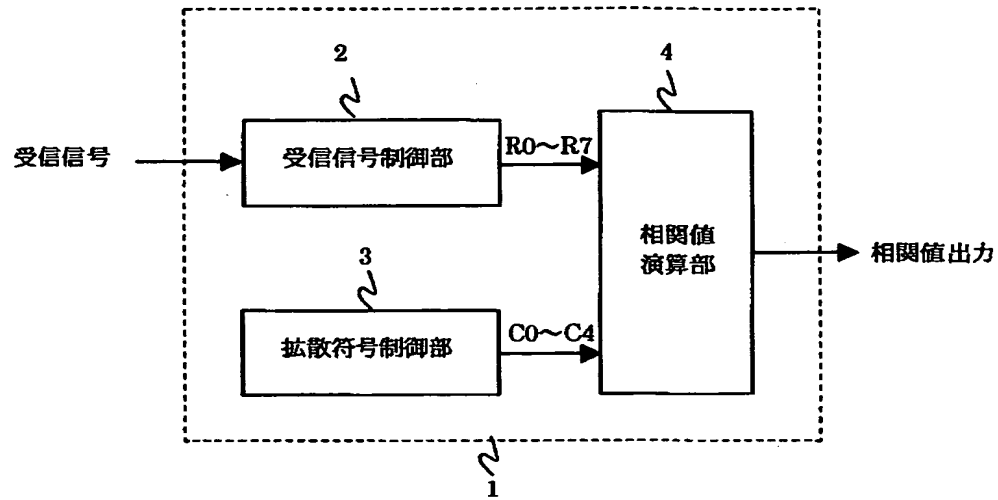 2
4
受信信号
受信信号制御部
R0～R7
相関値
演算部
相関値出力
3
拡散符号制御部
C0～C4
1